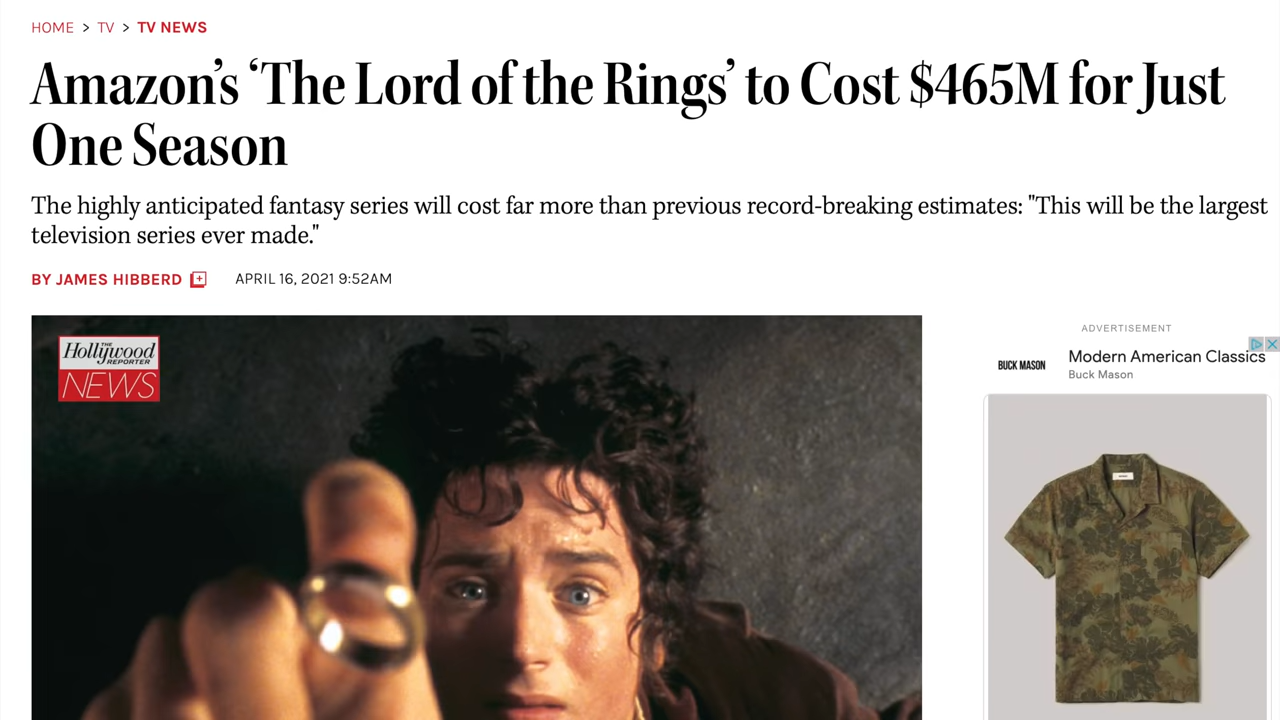 HOME > TV > TV NEWS
Amazon’s ‘The Lord of the Rings’ to Cost $465M for Just
One Season
The highly anticipated fantasy series will cost far more than previous record-breaking estimates: "This will be the largest
television series ever made."
BY JAMES HIBBERD APRIL 16, 2021 9:52AM
THE
Hollywood
REPORTER
NEWS
ADVERTISEMENT
BUCK MASON
Modern American Classics
Buck Mason